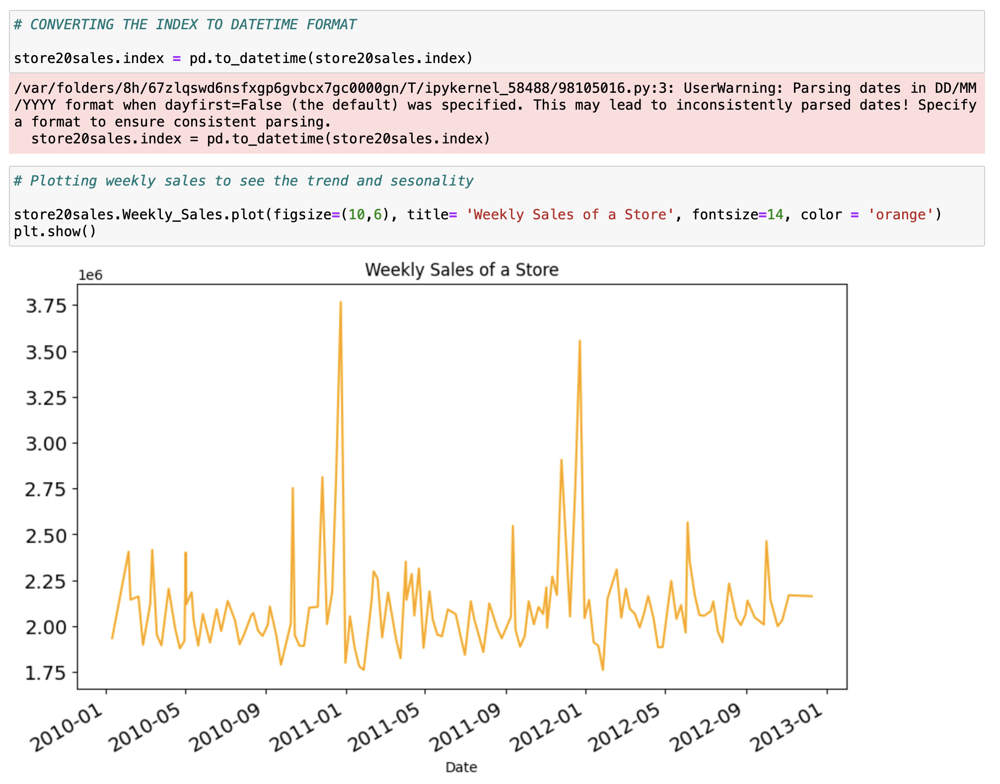 # CONVERTING THE INDEX TO DATETIME FORMAT
store20sales.index = pd.to_datetime(store20sales.index)
/var/folders/8h/67zlqswd6nsfxgp6gvbcx7gc0000gn/T/ipykernel_58488/98105016.py:3: UserWarning: Parsing dates in DD/MM
/YYYY format when dayfirst=False (the default) was specified. This may lead to inconsistently parsed dates! Specify
a format to ensure consistent parsing.
  store20sales.index = pd.to_datetime(store20sales.index)
# Plotting weekly sales to see the trend and sesonality
store20sales.Weekly_Sales.plot(figsize=(10,6), title= 'Weekly Sales of a Store', fontsize=14, color = 'orange')
plt.show()
Weekly Sales of a Store
1e6
3.75
3.50
3.25
3.00
2.75
2.50
2.25
2.00
1.75
2010-01
2010-05
2010-09
2011-01
2011-05
2011-09
2012-01
2012-05
2012-09
2013-01
Date